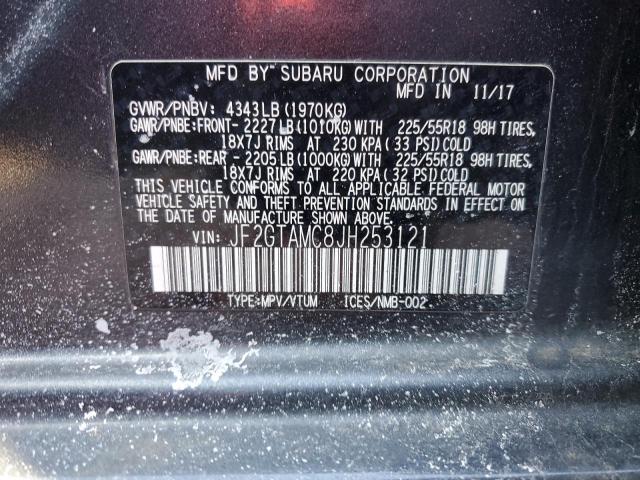 MFD BY SUBARU CORPORATION
MFD IN 11/17
GVWR/PNBV: 4343LB (1970KG)
GAWR/PNBE:FRONT- 2227LB(1010KG)WITH 225/55R18 98H TIRES,
18X7J RIMS AT 230 KPA (33 PSI) COLD
GAWR/PNBE:REAR - 2205LB (1000KG)WITH 225/55R18 98H TIRES,
18X7J RIMS AT 220 KPA (32 PSI) COLD
THIS VEHICLE CONFORMS TO ALL APPLICABLE FEDERAL MOTOR
VEHICLE SAFETY AND THEFT PREVENTION STANDARDS IN EFFECT
ON THE DATE OF MANUFACTURE SHOWN ABOVE.
VIN: JF2GTAMC8JH253121
TYPE:MPV/VTUM ICES/NMB-002